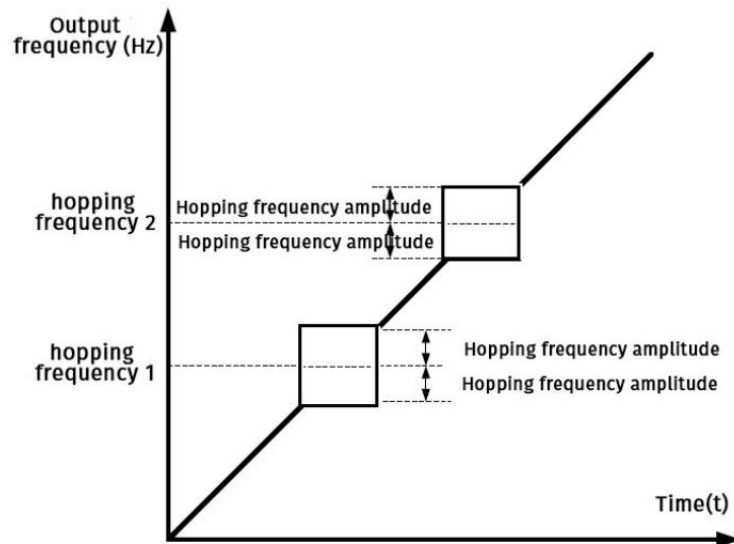 Output
frequency (Hz)
hopping
frequency 2
Hopping frequency amplitude
Hopping frequency amplitude
hopping
frequency 1
Hopping frequency amplitude
Hopping frequency amplitude
Time(t)